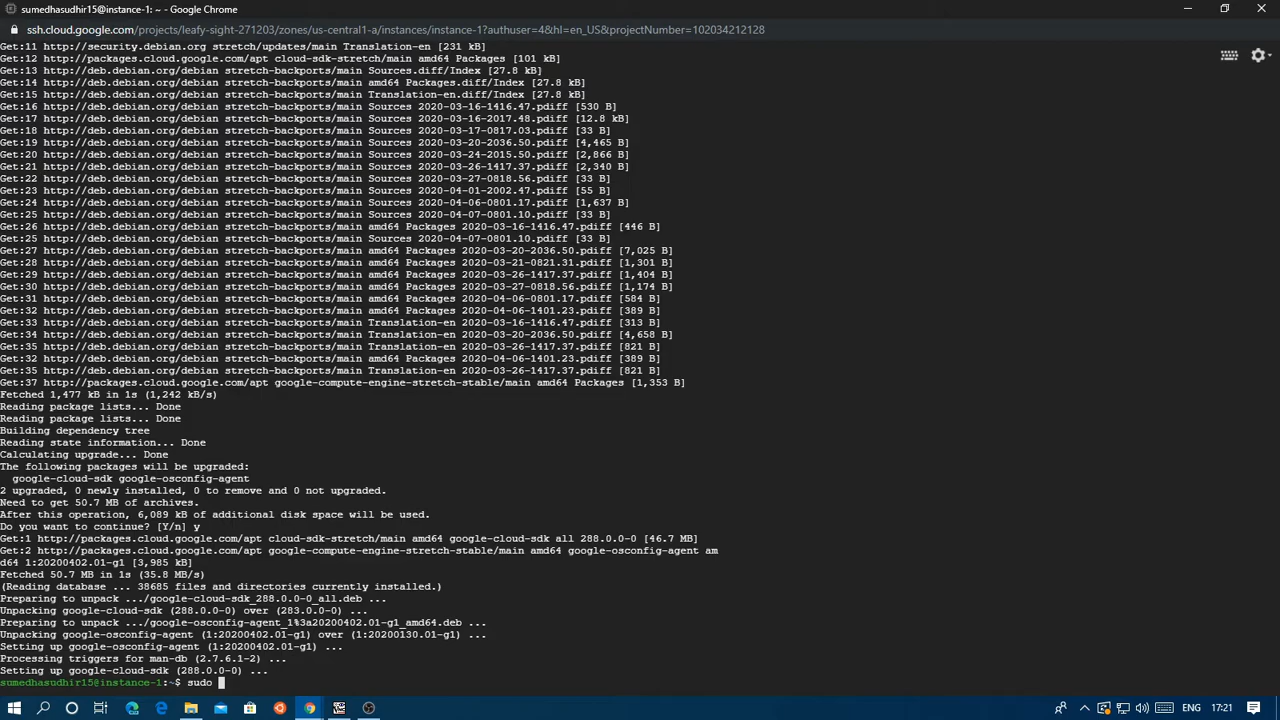 sumedhasudhir15@instance-1: ~ - Google Chrome
ssh.cloud.google.com/projects/leafy-sight-271203/zones/us-central1-a/instances/instance-1?authuser=4&hl=en_US&projectNumber=102034212128
Get:11 http://security.debian.org stretch/updates/main Translation-en [231 kB]
Get:12 http://packages.cloud.google.com/apt cloud-sdk-stretch/main amd64 Packages [101 kB]
Get:13 http://deb.debian.org/debian stretch-backports/main Sources.diff/Index [27.8 kB]
Get:14 http://deb.debian.org/debian stretch-backports/main amd64 Packages.diff/Index [27.8 kB]
Get:15 http://deb.debian.org/debian stretch-backports/main Translation-en.diff/Index [27.8 kB]
Get:16 http://deb.debian.org/debian stretch-backports/main Sources 2020-03-16-1416.47.pdiff [530 B]
Get:17 http://deb.debian.org/debian stretch-backports/main Sources 2020-03-16-2017.48.pdiff [12.8 kB]
Get:18 http://deb.debian.org/debian stretch-backports/main Sources 2020-03-17-0817.03.pdiff [33 B]
Get:19 http://deb.debian.org/debian stretch-backports/main Sources 2020-03-20-2036.50.pdiff [4,465 B]
Get:20 http://deb.debian.org/debian stretch-backports/main Sources 2020-03-24-2015.50.pdiff [2,866 B]
Get:21 http://deb.debian.org/debian stretch-backports/main Sources 2020-03-26-1417.37.pdiff [2,340 B]
Get:22 http://deb.debian.org/debian stretch-backports/main Sources 2020-03-27-0818.56.pdiff [33 B]
Get:23 http://deb.debian.org/debian stretch-backports/main Sources 2020-04-01-2002.47.pdiff [55 B]
Get:24 http://deb.debian.org/debian stretch-backports/main Sources 2020-04-06-0801.17.pdiff [1,637 B]
Get:25 http://deb.debian.org/debian stretch-backports/main Sources 2020-04-07-0801.10.pdiff [33 B]
Get:26 http://deb.debian.org/debian stretch-backports/main amd64 Packages 2020-03-16-1416.47.pdiff [446 B]
Get:25 http://deb.debian.org/debian stretch-backports/main Sources 2020-04-07-0801.10.pdiff [33 B]
Get:27 http://deb.debian.org/debian stretch-backports/main amd64 Packages 2020-03-20-2036.50.pdiff [7,025 B]
Get:28 http://deb.debian.org/debian stretch-backports/main amd64 Packages 2020-03-21-0821.31.pdiff [1,301 B]
Get:29 http://deb.debian.org/debian stretch-backports/main amd64 Packages 2020-03-26-1417.37.pdiff [1,404 B]
Get:30 http://deb.debian.org/debian stretch-backports/main amd64 Packages 2020-03-27-0818.56.pdiff [1,174 B]
Get:31 http://deb.debian.org/debian stretch-backports/main amd64 Packages 2020-04-06-0801.17.pdiff [584 B]
Get:32 http://deb.debian.org/debian stretch-backports/main amd64 Packages 2020-04-06-1401.23.pdiff [389 B]
Get:33 http://deb.debian.org/debian stretch-backports/main Translation-en 2020-03-16-1416.47.pdiff [313 B]
Get:34 http://deb.debian.org/debian stretch-backports/main Translation-en 2020-03-20-2036.50.pdiff [4,658 B]
Get:35 http://deb.debian.org/debian stretch-backports/main Translation-en 2020-03-26-1417.37.pdiff [821 B]
Get:32 http://deb.debian.org/debian stretch-backports/main amd64 Packages 2020-04-06-1401.23.pdiff [389 B]
Get:35 http://deb.debian.org/debian stretch-backports/main Translation-en 2020-03-26-1417.37.pdiff [821 B]
Get:37 http://packages.cloud.google.com/apt google-compute-engine-stretch-stable/main amd64 Packages [1,353 B]
Fetched 1,477 kB in 1s (1,242 kB/s)
Reading package lists... Done
Reading package lists... Done
Building dependency tree
Reading state information... Done
Calculating upgrade... Done
The following packages will be upgraded:
  google-cloud-sdk google-osconfig-agent
2 upgraded, 0 newly installed, 0 to remove and 0 not upgraded.
Need to get 50.7 MB of archives.
After this operation, 6,089 kB of additional disk space will be used.
Do you want to continue? [Y/n] y
Get:1 http://packages.cloud.google.com/apt cloud-sdk-stretch/main amd64 google-cloud-sdk all 288.0.0-0 [46.7 MB]
Get:2 http://packages.cloud.google.com/apt google-compute-engine-stretch-stable/main amd64 google-osconfig-agent am
d64 1:20200402.01-g1 [3,985 kB]
Fetched 50.7 MB in 1s (35.8 MB/s)
(Reading database ... 38685 files and directories currently installed.)
Preparing to unpack .../google-cloud-sdk_288.0.0-0_all.deb ...
Unpacking google-cloud-sdk (288.0.0-0) over (283.0.0-0) ...
Preparing to unpack .../google-osconfig-agent_1%3a20200402.01-g1_amd64.deb ...
Unpacking google-osconfig-agent (1:20200402.01-g1) over (1:20200130.01-g1) ...
Setting up google-osconfig-agent (1:20200402.01-g1) ...
Processing triggers for man-db (2.7.6.1-2) ...
Setting up google-cloud-sdk (288.0.0-0) ...
sumedhasudhir15@instance-1:~$ sudo
ENG 17:21